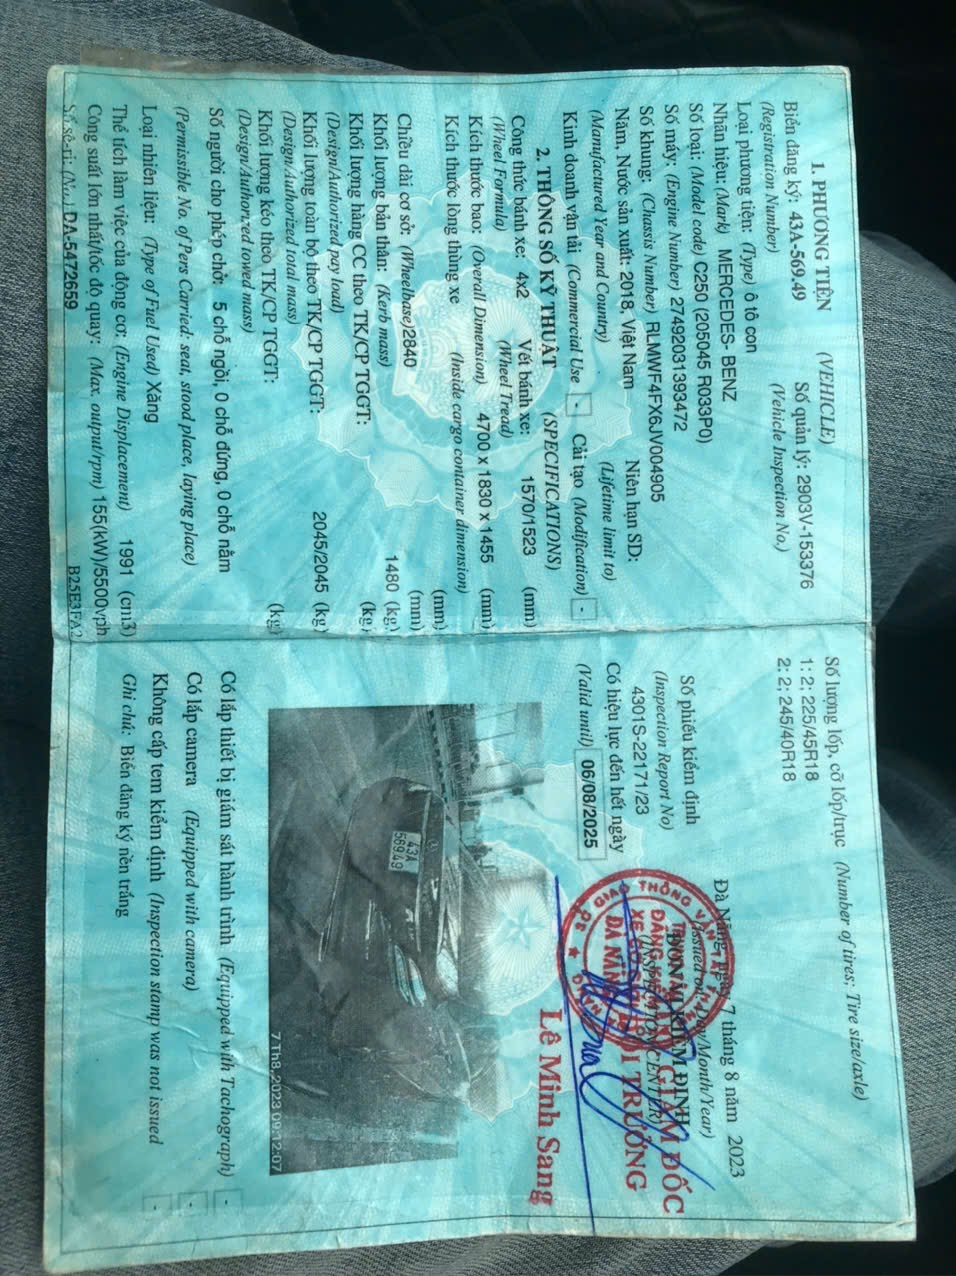 1. PHƯƠNG TIỆN (VEHICLE)
Biển đăng ký: 43A-569.49 Số quản lý: 2903V-153376
(Registration Number) (Vehicle Inspection No.)
Loại phương tiện: (Type) ô tô con
Nhãn hiệu: (Mark) MERCEDES- BENZ
Số loại: (Model code) C250 (205045 R033P0)
Số máy: (Engine Number) 27492031393472
Số khung: (Chassis Number) RLMWF4FX6JV004905
Năm, Nước sản xuất: 2018, Việt Nam Niên hạn SD:
(Manufactured Year and Country) (Lifetime limit to)
Kinh doanh vận tải (Commercial Use - Cải tạo (Modification) -
2. THÔNG SỐ KỸ THUẬT (SPECIFICATIONS)
Công thức bánh xe: 4x2 Vết bánh xe: 1570/1523 (mm)
(Wheel Formula) (Wheel Tread)
Kích thước bao: (Overall Dimension) 4700 x 1830 x 1455 (mm)
Kích thước lòng thùng xe (Inside cargo container dimension)
(mm)
Chiều dài cơ sở: (Wheelbase)2840 (mm)
Khối lượng bản thân: (Kerb mass) 1480 (kg)
Khối lượng hàng CC theo TK/CP TGGT: (kg)
(Design/Authorized pay load)
Khối lượng toàn bộ theo TK/CP TGGT: 2045/2045 (kg)
(Design/Authorized total mass)
Khối lượng kéo theo TK/CP TGGT: (kg)
(Design/Authorized towed mass)
Số người cho phép chở: 5 chỗ ngồi, 0 chỗ đứng, 0 chỗ nằm
(Permissible No. of Pers Carried: seat, stood place, laying place)
Loại nhiên liệu: (Type of Fuel Used) Xăng
Thể tích làm việc của động cơ: (Engine Displacement) 1991 (cm3)
Công suất lớn nhất/tốc độ quay: (Max. output/rpm) 155(kW)/5500vph
Số sê-ri: (No.) DA-5472659 B25E3FA2
Số lượng lốp, cỡ lốp/trục (Number of tires; Tire size/axle)
1: 2; 225/45R18
2: 2; 245/40R18
Đà Nẵng, ngày 7 tháng 8 năm 2023
(Issued on: Day/Month/Year)
Số phiếu kiểm định
(Inspection Report No)
4301S-22171/23
ĐƠN VỊ KIỂM ĐỊNH
(INSPECTION CENTER)
GIÁM ĐỐC
Có hiệu lực đến hết ngày
(Valid until) 06/08/2025
Lê Minh Sang
43A
569.49
7 Th8, 2023 09:12:07
Có lắp thiết bị giám sát hành trình (Equipped with Tachograph) -
Có lắp camera (Equipped with camera) -
Không cấp tem kiểm định (Inspection stamp was not issued
Ghi chú: Biển đăng ký nền trắng